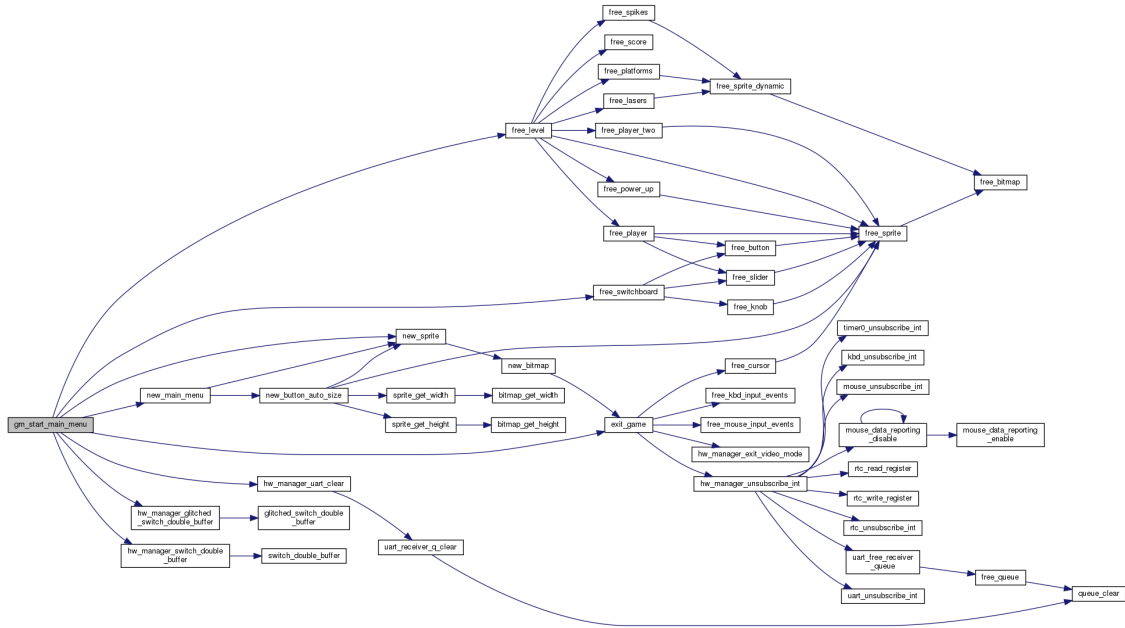 free_spikes
free_score
free_platforms
free_sprite_dynamic
free_lasers
free_level
free_player_two
free_bitmap
free_power_up
free_player
free_sprite
free_button
free_slider
free_switchboard
free_knob
timer0_unsubscribe_int
new_sprite
kbd_unsubscribe_int
new_bitmap
free_cursor
mouse_unsubscribe_int
new_main_menu
new_button_auto_size
sprite_get_width
bitmap_get_width
free_kbd_input_events
gm_start_main_menu
sprite_get_height
bitmap_get_height
exit_game
free_mouse_input_events
mouse_data_reporting
_disable
mouse_data_reporting
_enable
hw_manager_exit_video_mode
rtc_read_register
hw_manager_uart_clear
hw_manager_unsubscribe_int
rtc_write_register
hw_manager_glitched
_switch_double_buffer
glitched_switch_double
_buffer
rtc_unsubscribe_int
uart_receiver_q_clear
hw_manager_switch_double
_buffer
switch_double_buffer
uart_free_receiver
_queue
free_queue
uart_unsubscribe_int
queue_clear